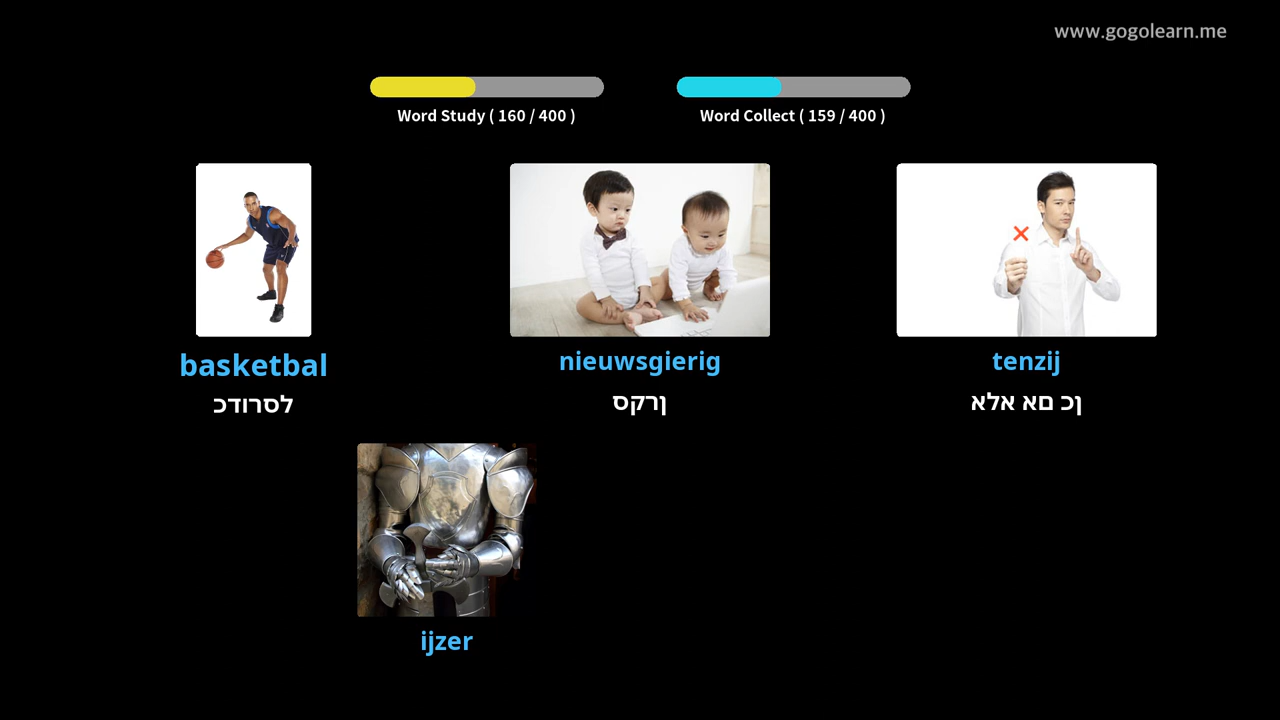 www.gogolearn.me
Word Study ( 160 / 400 )
Word Collect ( 159 / 400 )
basketbal
לסרודכ
nieuwsgierig
ןרקס
tenzij
ןכ םא אלא
ijzer